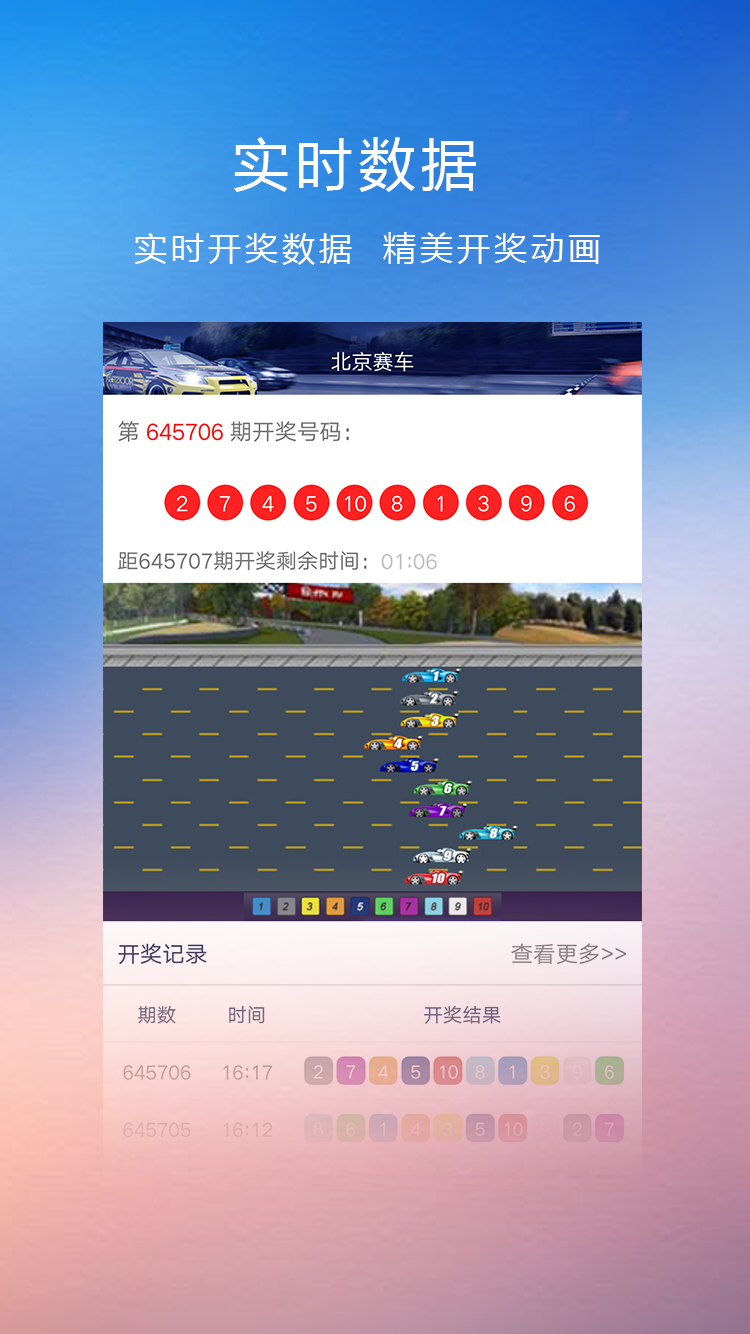 实时数据
实时开奖数据 精美开奖动画
北京赛车
第 645706 期开奖号码：
2 7 4 5 10 8 1 3 9 6
距645707期开奖剩余时间：01:06
1
2
3
4
5
6
7
8
9
10
1 2 3 4 5 6 7 8 9 10
开奖记录 查看更多>>
期数 时间 开奖结果
645706 16:17 2 7 4 5 10 8 1 3 9 6
645705 16:12 8 6 1 4 3 5 10 2 7